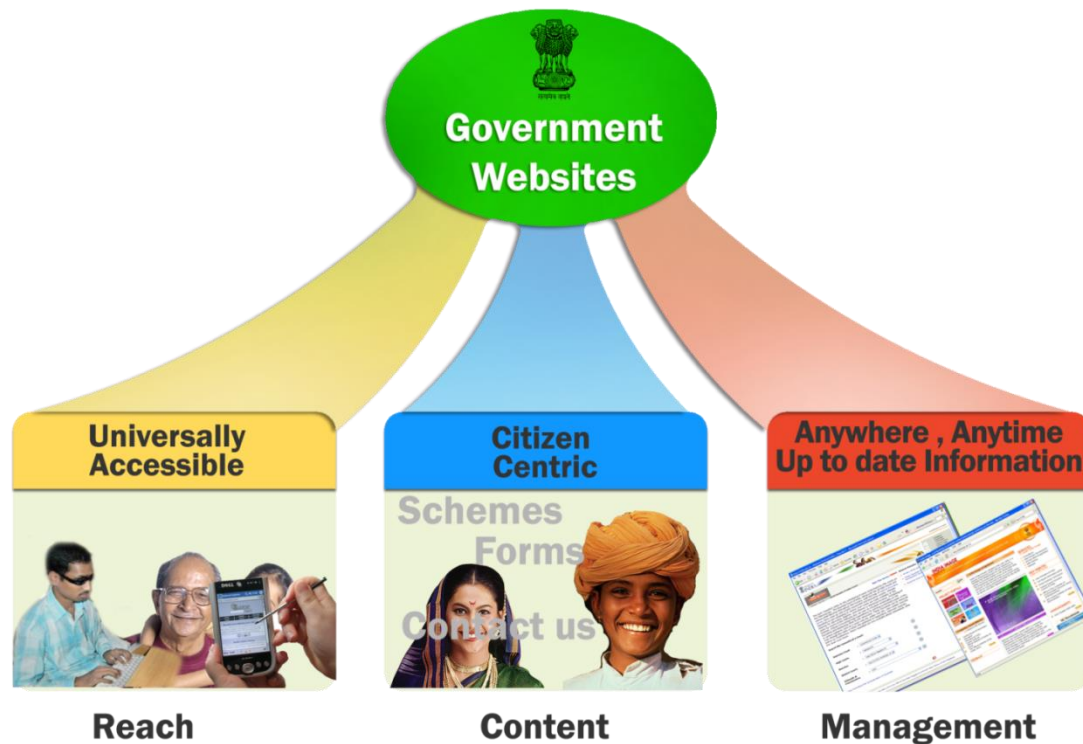 Government
Websites
Universally
Accessible
Citizen
Centric
Anywhere , Anytime
Up to date Information
Schemes
Forms
Contact us
DELL
Reach
Content
Management